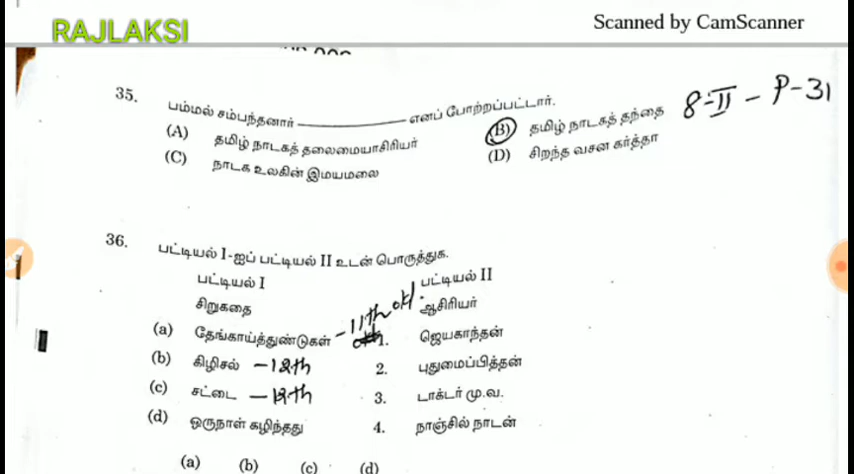 RAJLAKSI
Scanned by CamScanner
35. பம்மல் சம்பந்தனார் ____________ எனப் போற்றப்பட்டார். 8-II - P-31
(A) தமிழ் நாடகத் தலைமையாசிரியர் (B) தமிழ் நாடகத் தந்தை
(C) நாடக உலகின் இமயமலை (D) சிறந்த வசன கர்த்தா
36. பட்டியல் I-ஐப் பட்டியல் II உடன் பொருத்துக.
பட்டியல் I பட்டியல் II
சிறுகதை ஆசிரியர்
(a) தேங்காய்த்துண்டுகள் - 11th old 1. ஜெயகாந்தன்
(b) கிழிசல் - 12th 2. புதுமைப்பித்தன்
(c) சட்டை - 12th 3. டாக்டர் மு.வ.
(d) ஒருநாள் கழிந்தது 4. நாஞ்சில் நாடன்
(a) (b) (c) (d)